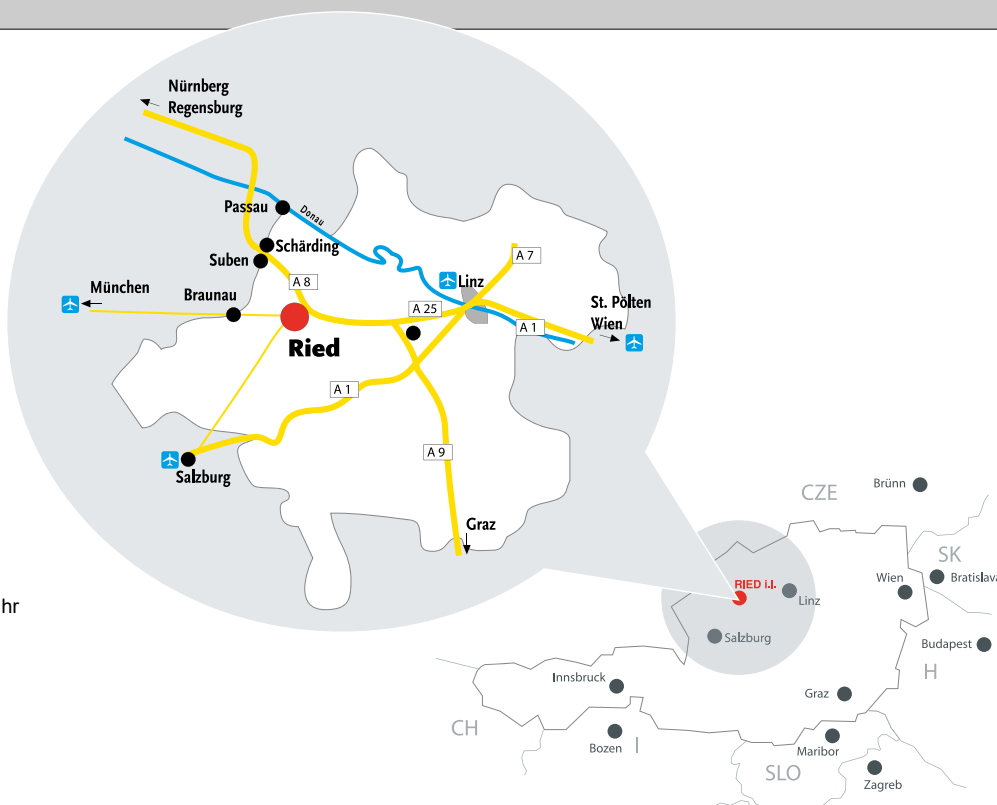 Nürnberg
Regensburg
Passau
Donau
Schärding
Suben
A 8
A 7
München
Braunau
Linz
A 25
St. Pölten
Wien
A 1
Ried
A 1
A 9
Salzburg
Graz
CZE
Brünn
SK
RIED i.I.
Wien
Bratislava
Linz
hr
Salzburg
Budapest
H
Innsbruck
Graz
CH
Bozen
I
Maribor
SLO
Zagreb